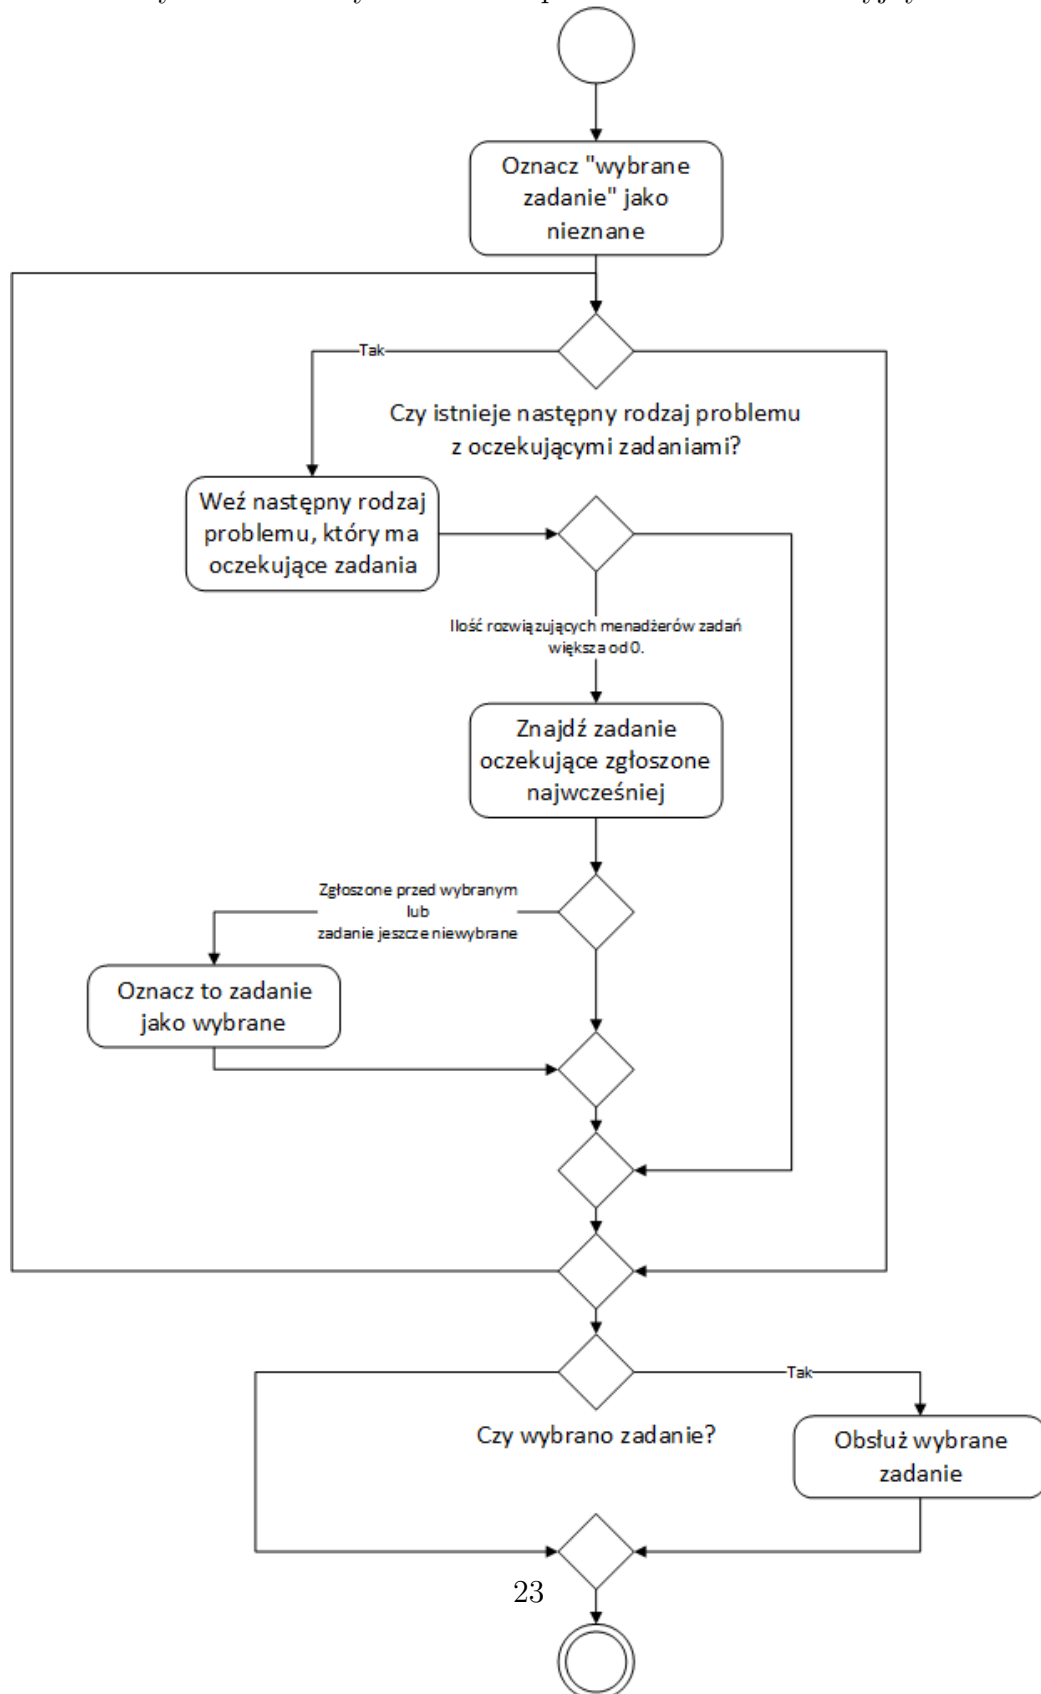 Oznacz "wybrane
zadanie" jako
nieznane
Tak
Czy istnieje następny rodzaj problemu
z oczekującymi zadaniami?
Weź następny rodzaj
problemu, który ma
oczekujące zadania
Ilość rozwiązujących menadżerów zadań
większa od 0.
Znajdź zadanie
oczekujące zgłoszone
najwcześniej
Zgłoszone przed wybranym
lub
zadanie jeszcze niewybrane
Oznacz to zadanie
jako wybrane
Tak
Czy wybrano zadanie?
Obsłuż wybrane
zadanie
23